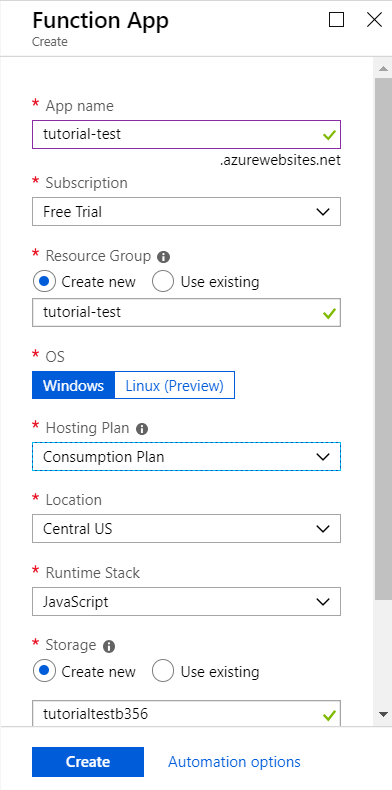 Function App
Create
* App name
tutorial-test
.azurewebsites.net
* Subscription
Free Trial
* Resource Group
Create new Use existing
tutorial-test
* OS
Windows Linux (Preview)
* Hosting Plan
Consumption Plan
* Location
Central US
* Runtime Stack
JavaScript
* Storage
Create new Use existing
tutorialtestb356
Create Automation options